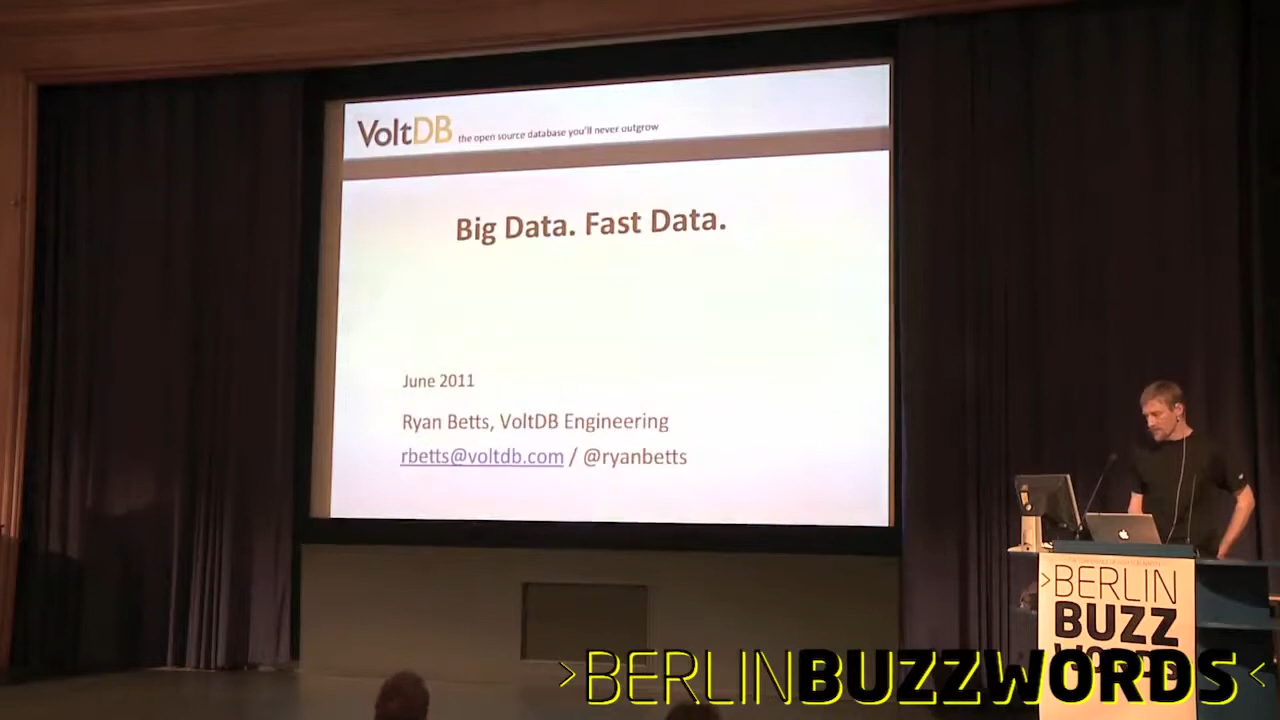 VoltDB the open source database you'll never outgrow
Big Data. Fast Data.
June 2011
Ryan Betts, VoltDB Engineering
rbetts@voltdb.com / @ryanbetts
>BERLIN
BUZZ
WORDS
>BERLINBUZZWORDS<